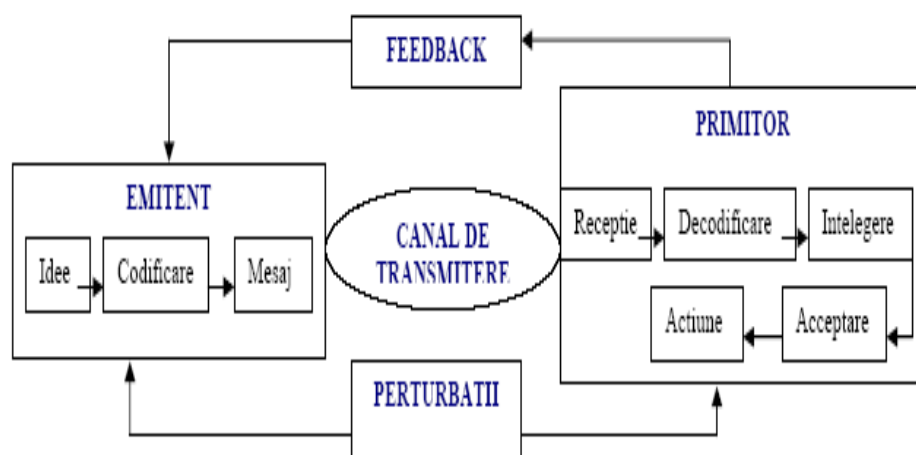 FEEDBACK
PRIMITOR
EMITENT
Receptie
Decodificare
Intelegere
CANAL DE
TRANSMITERE
Idee
Codificare
Mesaj
Actiune
Acceptare
PERTURBATII